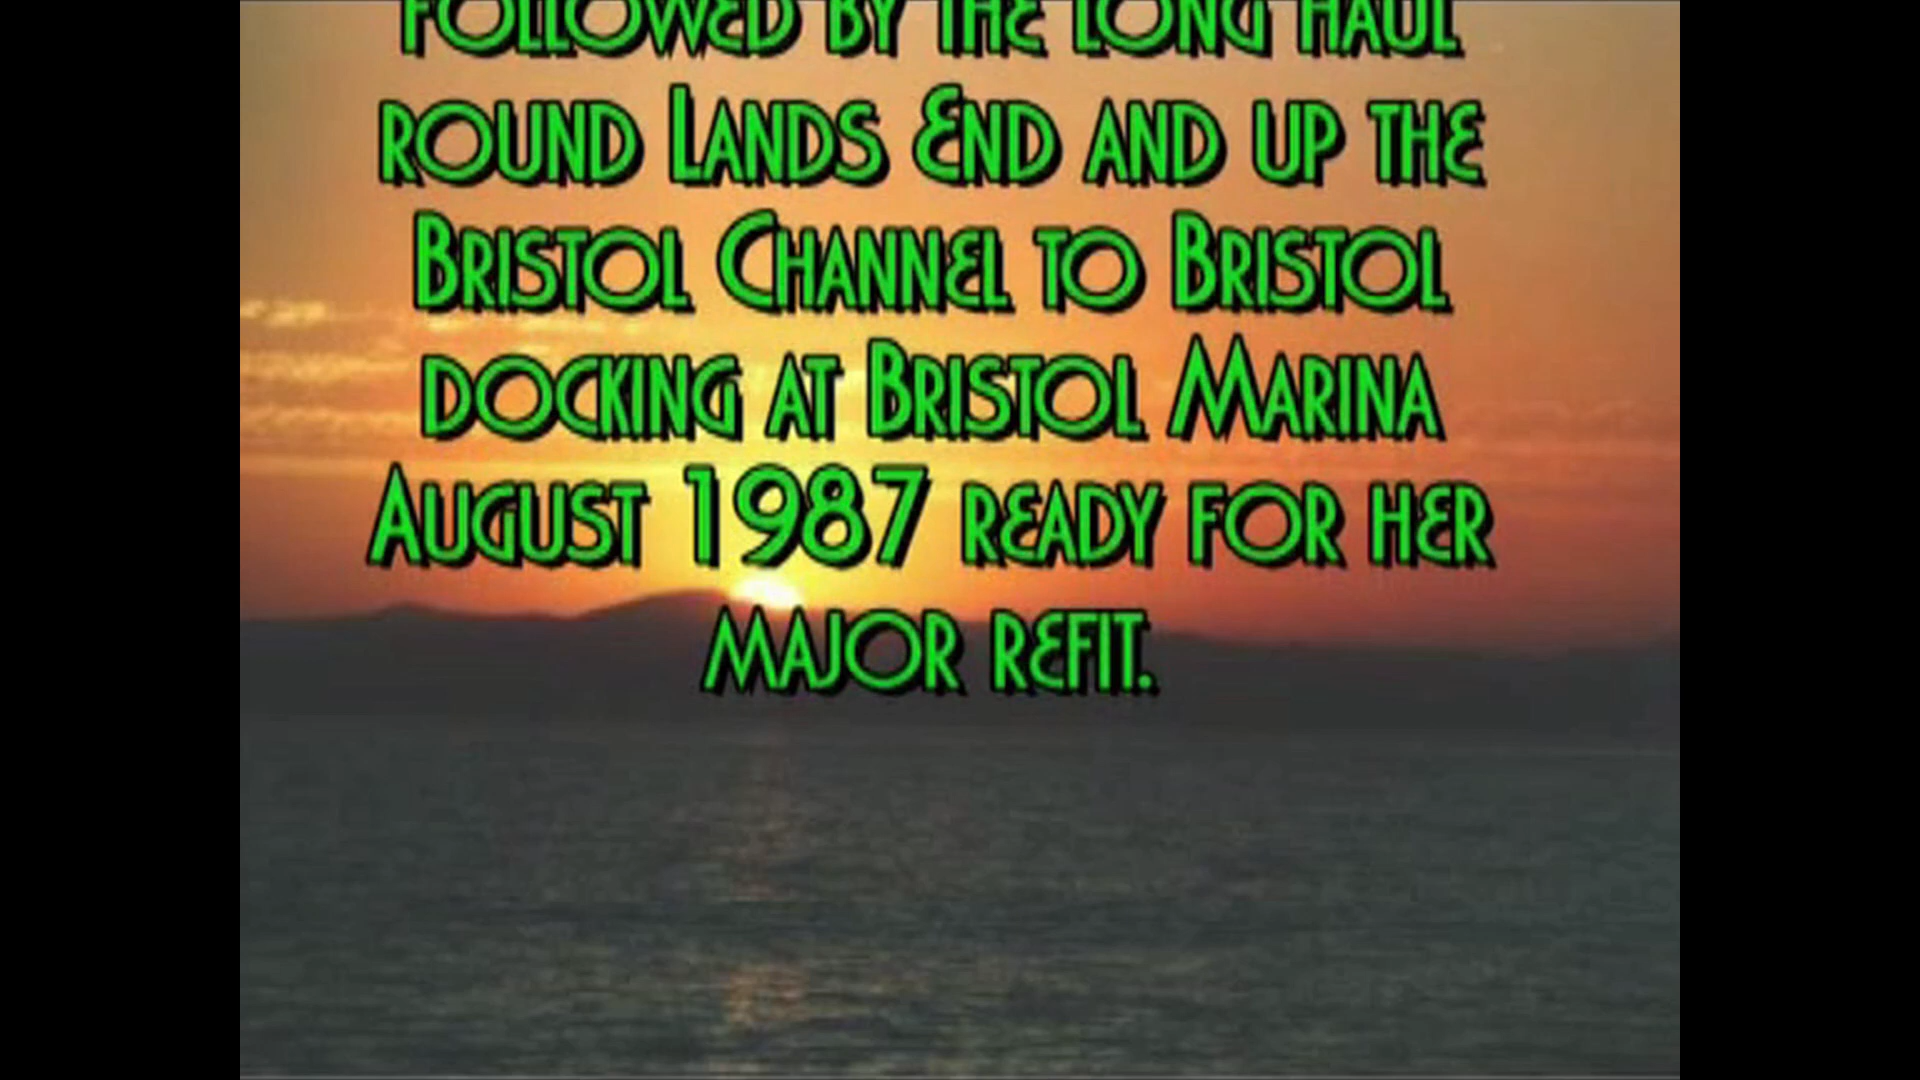 FOLLOWED BY THE LONG HAUL
ROUND LANDS END AND UP THE
BRISTOL CHANNEL TO BRISTOL
DOCKING AT BRISTOL MARINA
AUGUST 1987 READY FOR HER
MAJOR REFIT.